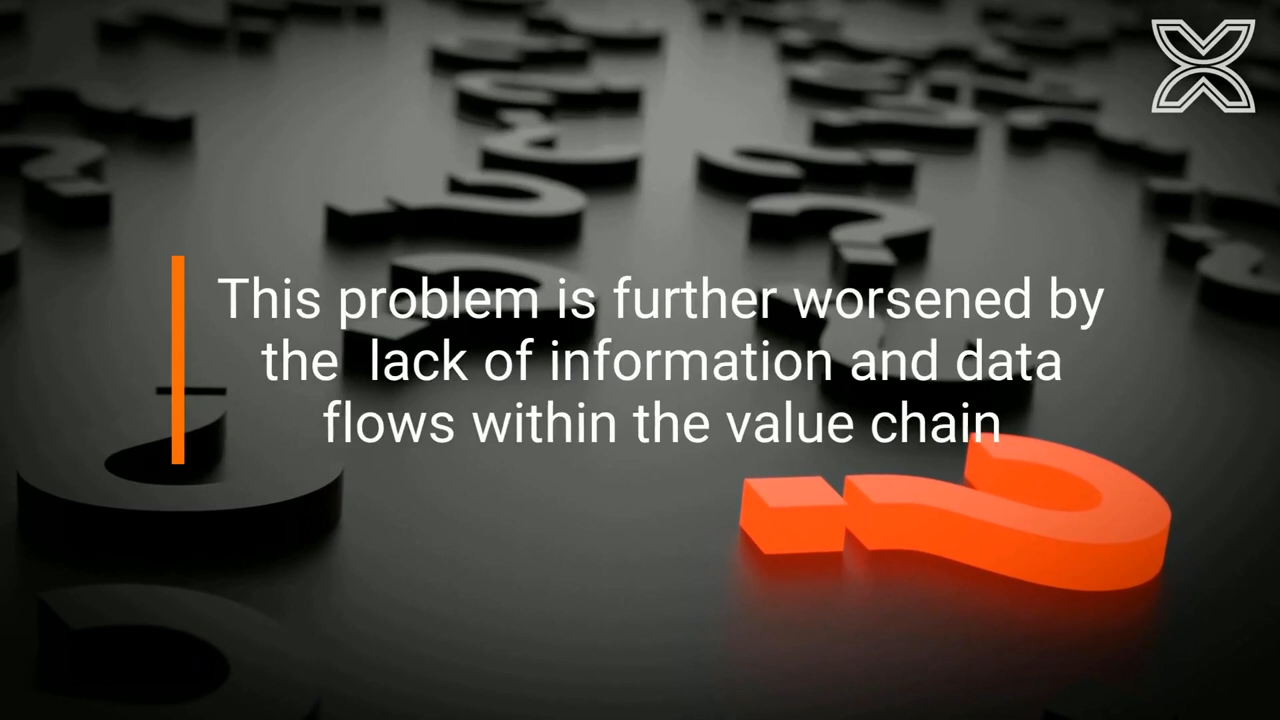 This problem is further worsened by
the  lack of information and data
flows within the value chain